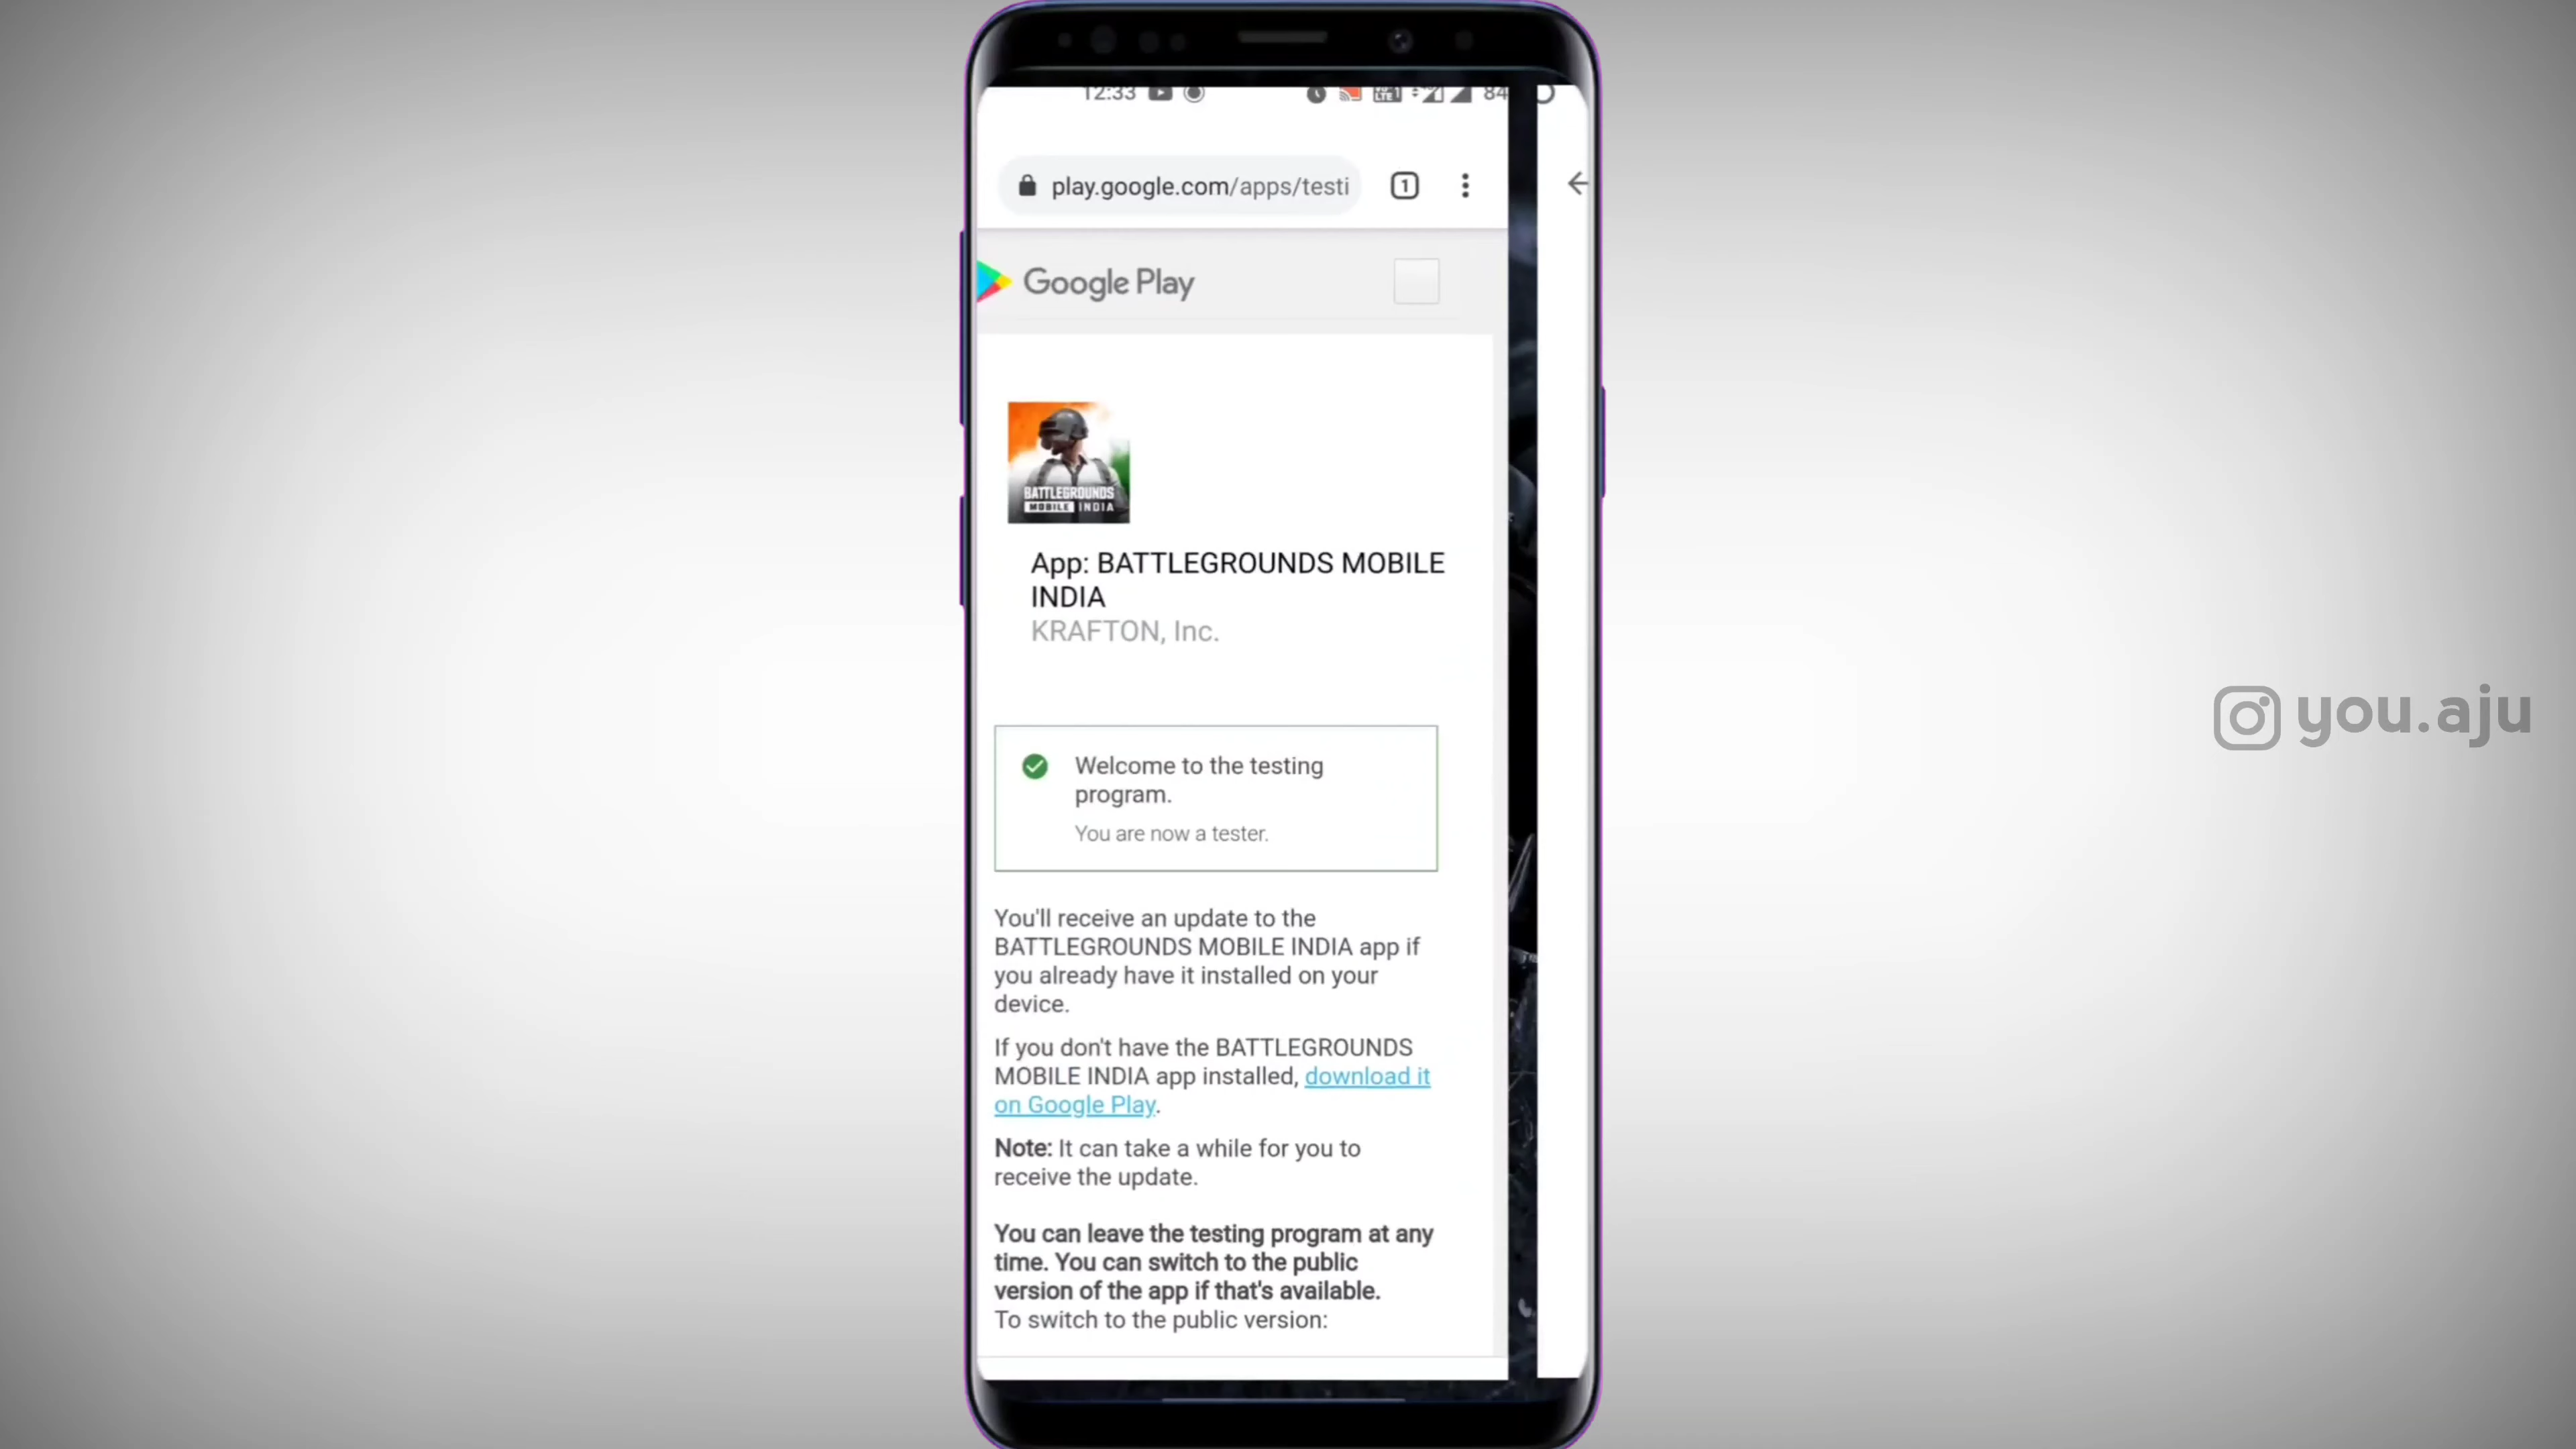 12:33
84
play.google.com/apps/testi
1
Google Play
BATTLEGROUNDS
MOBILE INDIA
App: BATTLEGROUNDS MOBILE
INDIA
KRAFTON, Inc.
Welcome to the testing
program.
You are now a tester.
You'll receive an update to the
BATTLEGROUNDS MOBILE INDIA app if
you already have it installed on your
device.
If you don't have the BATTLEGROUNDS
MOBILE INDIA app installed, download it
on Google Play.
Note: It can take a while for you to
receive the update.
You can leave the testing program at any
time. You can switch to the public
version of the app if that's available.
To switch to the public version:
you.aju